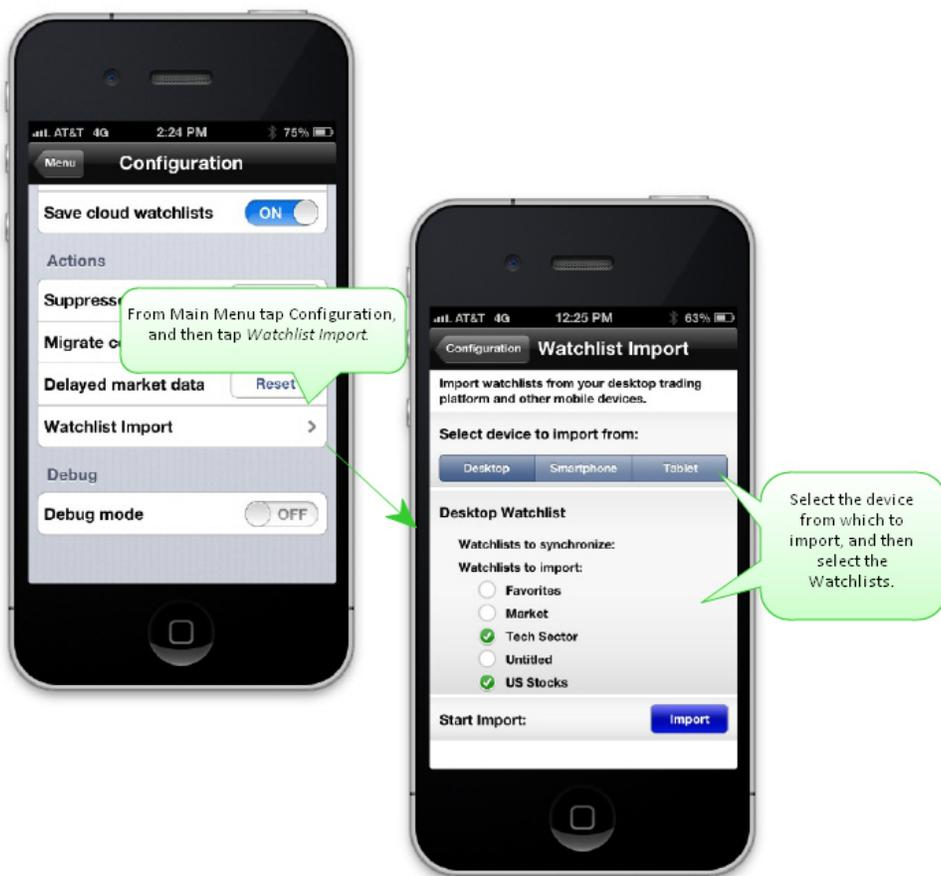 AT&T 4G 2:24 PM 75%
Menu Configuration
Save cloud watchlists ON
Actions
From Main Menu tap Configuration,
and then tap Watchlist Import.
Delayed market data Reset
Watchlist Import >
Debug
Debug mode OFF
AT&T 4G 12:25 PM 63%
Configuration Watchlist Import
Import watchlists from your desktop trading
platform and other mobile devices.
Select device to import from:
Desktop Smartphone Tablet
Desktop Watchlist
Watchlists to synchronize:
Watchlists to import:
Favorites
Market
Tech Sector
Untitled
US Stocks
Start Import: Import
Select the device
from which to
import, and then
select the
Watchlists.